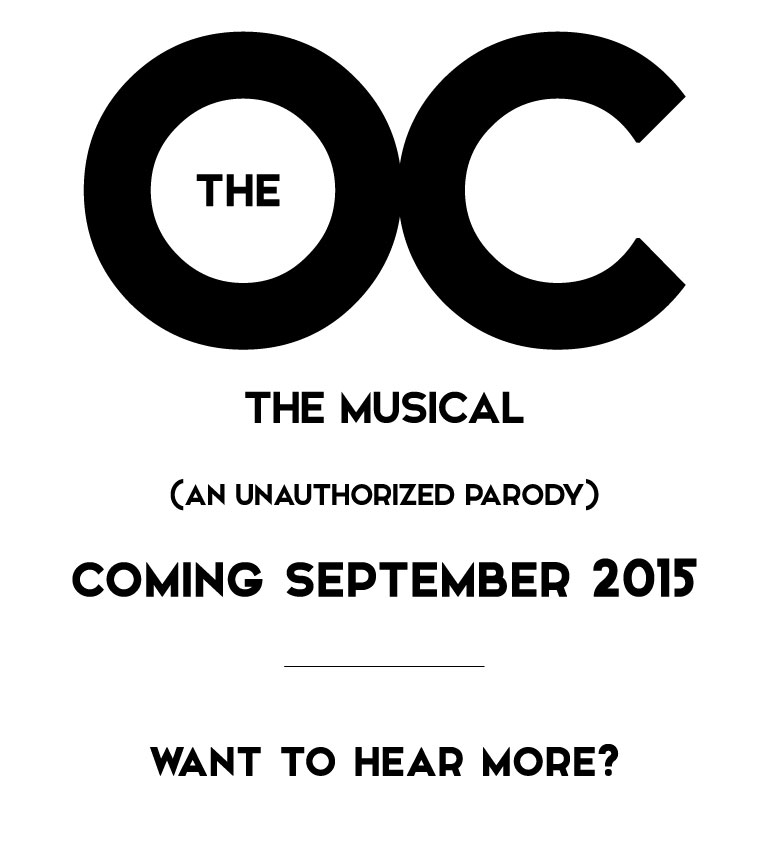 THE
OC
THE MUSICAL
(AN UNAUTHORIZED PARODY)
COMING SEPTEMBER 2015
WANT TO HEAR MORE?